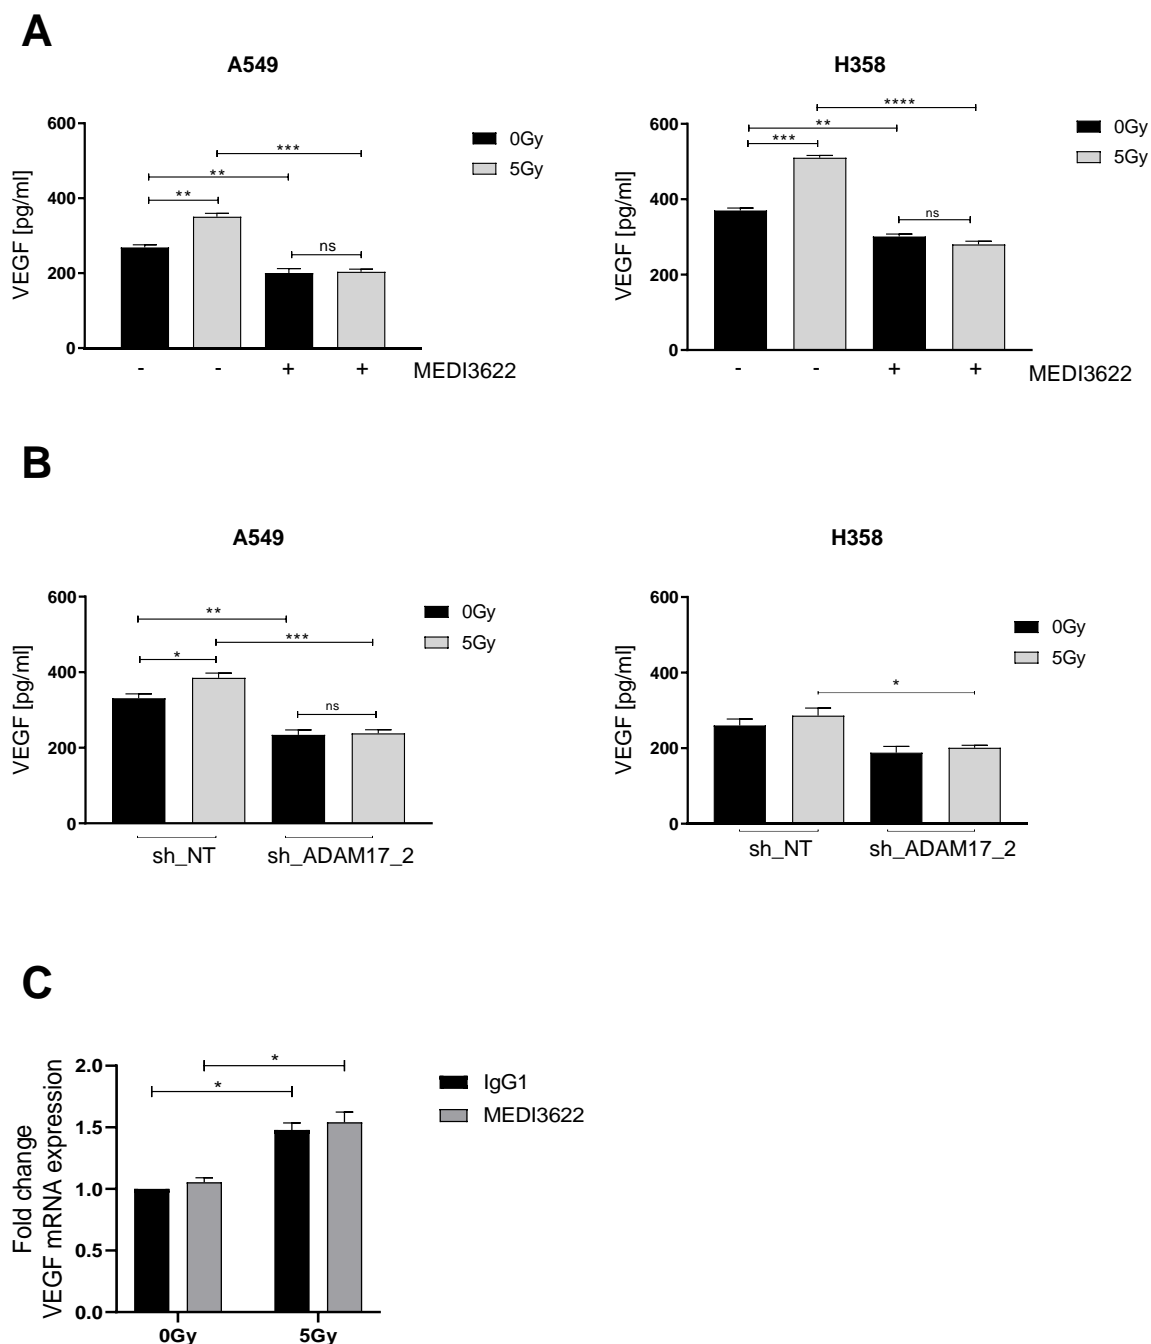 A
A549
VEGF [pg/ml]
600
400
200
0
***
**
**
ns
0Gy
5Gy
- - + + MEDI3622
H358
VEGF [pg/ml]
600
400
200
0
****
**
***
ns
0Gy
5Gy
- - + + MEDI3622
B
A549
VEGF [pg/ml]
600
400
200
0
**
***
*
ns
0Gy
5Gy
sh_NT sh_ADAM17_2
H358
VEGF [pg/ml]
600
400
200
0
*
0Gy
5Gy
sh_NT sh_ADAM17_2
C
Fold change
VEGF mRNA expression
2.0
1.5
1.0
0.5
0.0
*
*
IgG1
MEDI3622
0Gy 5Gy